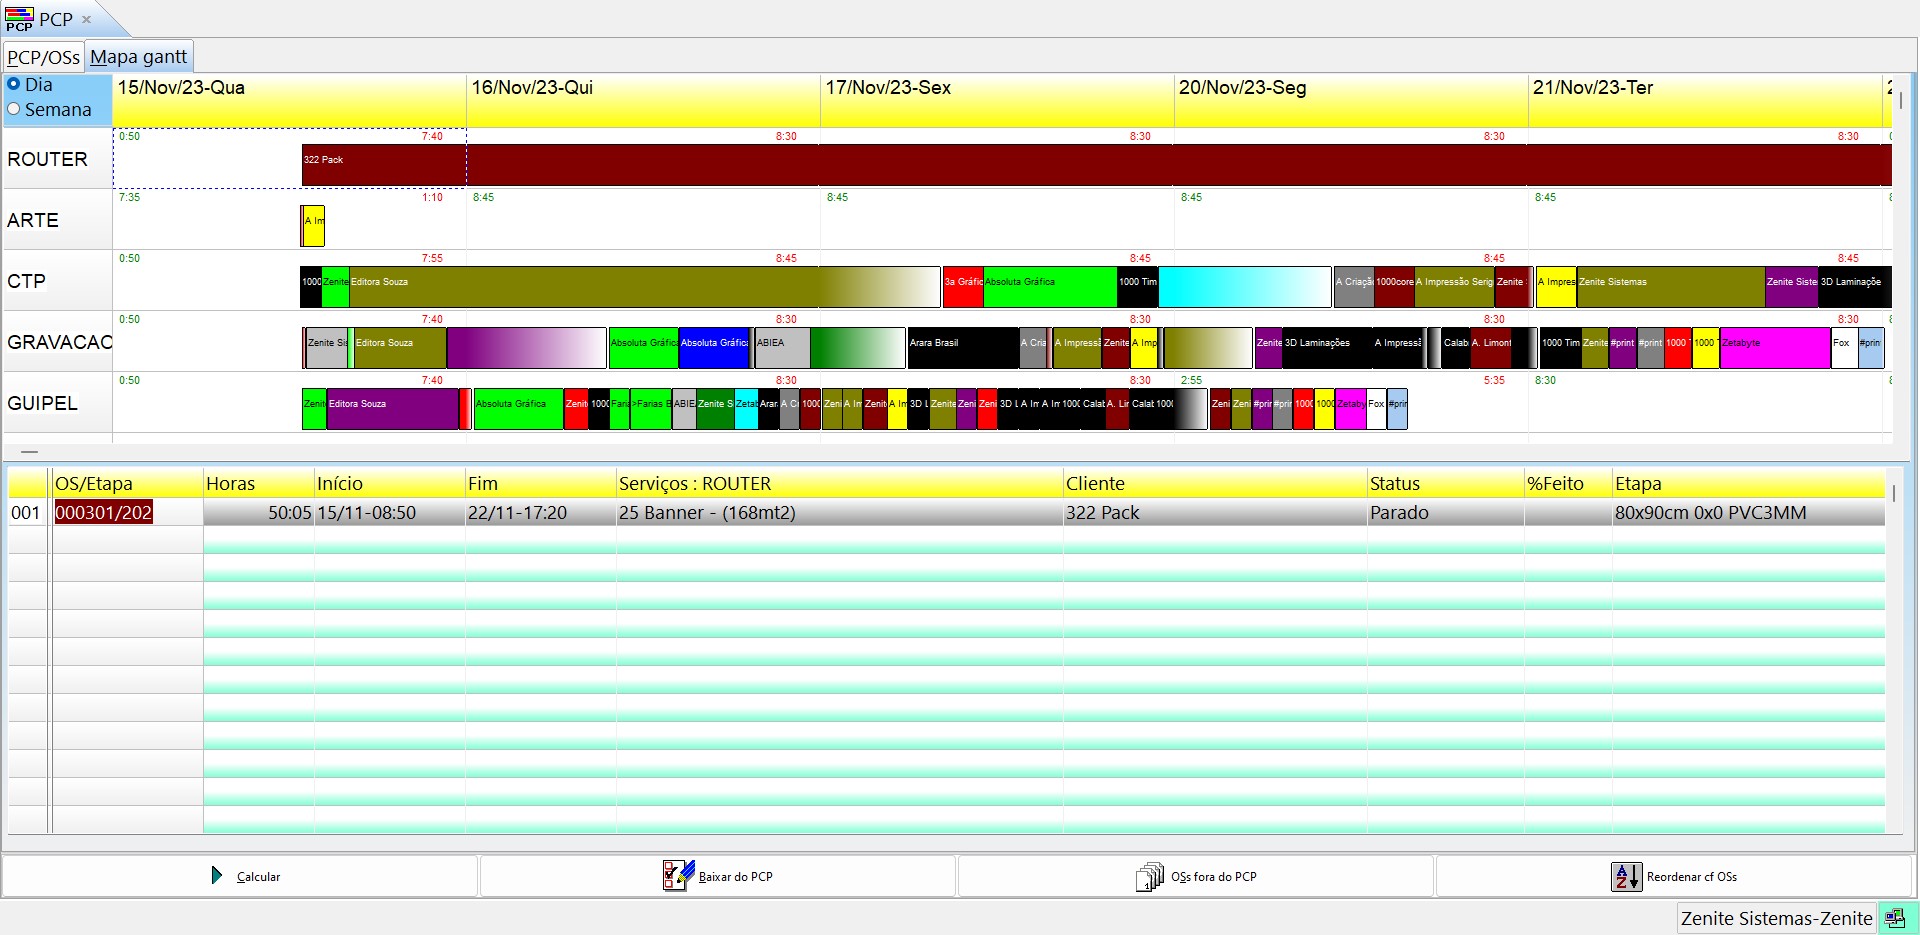 PCP PCP
PCP/OSs Mapa gantt
Dia
Semana
15/Nov/23-Qua 16/Nov/23-Qui 17/Nov/23-Sex 20/Nov/23-Seg 21/Nov/23-Ter
0:50 7:40 8:30 8:30 8:30 8:30
ROUTER 322 Pack
7:35 1:10 8:45 8:45 8:45 8:45
ARTE A Im
0:50 7:55 8:45 8:45 8:45 8:45
CTP 1000 Zenite Editora Souza 3a Gráfic Absoluta Gráfica 1000 Tim A Criaçã 1000core A Impressão Serig Zenite A Impres Zenite Sistemas Zenite Siste 3D Laminaçõe
0:50 7:40 8:30 8:30 8:30 8:30
GRAVACAO Zenite Sis Editora Souza Absoluta Gráfica Absoluta Gráfica ABIEA Arara Brasil A Cria A Impress Zenite A Imp Zenite 3D Laminações A Impress Calab A. Limont 1000 Tim Zenite #print #print 1000 1000 Zetabyte Fox #prin
0:50 7:40 8:30 8:30 2:55 5:35 8:30
GUIPEL Zenit Editora Souza Absoluta Gráfica Zenit 1000 Faria >Farias B ABIE Zenite S Zetal Arar A C 1000 Zeni A Im Zenit A Im 3D L Zenite Zeni Zeni 3D L A Ir A Ir 1000 Calat A. Lir Calat 1000 Zeni Zeni #prir #prir 1000 1000 Zetaby Fox #prir
OS/Etapa Horas Início Fim Serviços : ROUTER Cliente Status %Feito Etapa
001 000301/202 50:05 15/11-08:50 22/11-17:20 25 Banner - (168mt2) 322 Pack Parado 80x90cm 0x0 PVC3MM
Calcular Baixar do PCP OSs fora do PCP Reordenar cf OSs
Zenite Sistemas-Zenite